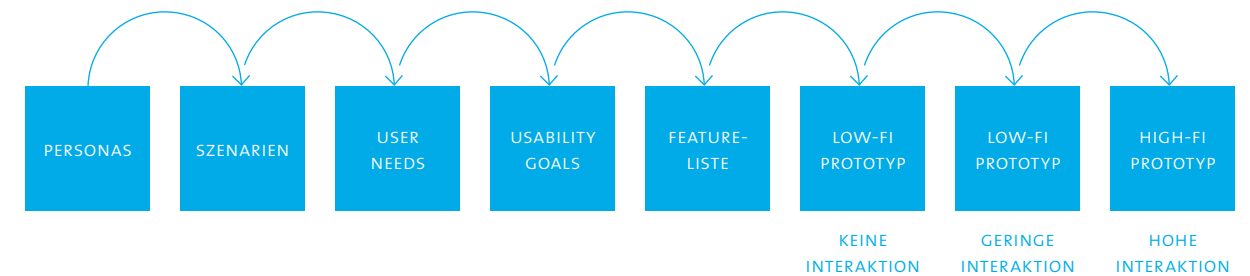 PERSONAS
SZENARIEN
USER
NEEDS
USABILITY
GOALS
FEATURE-
LISTE
LOW-FI
PROTOTYP
LOW-FI
PROTOTYP
HIGH-FI
PROTOTYP
KEINE
INTERAKTION
GERINGE
INTERAKTION
HOHE
INTERAKTION